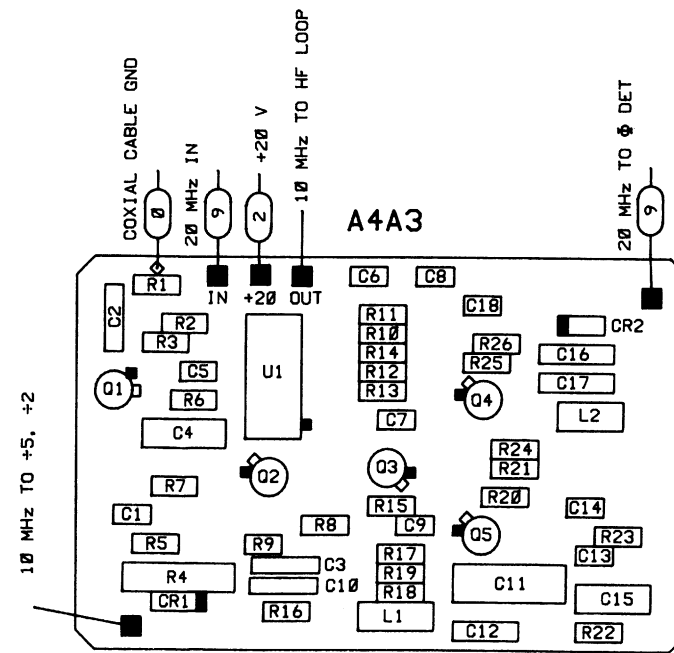 COXIAL CABLE GND
0
20 MHz IN
9
2
+20 V
10 MHz TO HF LOOP
20 MHz TO Φ DET
9
A4A3
R1
IN
+20
OUT
C6
C8
C2
R2
R3
R11
R10
R14
R12
R13
C18
CR2
R26
R25
C16
C17
Q1
C5
R6
U1
Q4
L2
C4
C7
R24
R21
Q2
Q3
R7
R20
10 MHz TO ÷5, ÷2
C1
R15
C14
R8
C9
Q5
R23
R5
R9
R17
C13
C3
R19
R4
C10
R18
C11
C15
CR1
R16
L1
C12
R22